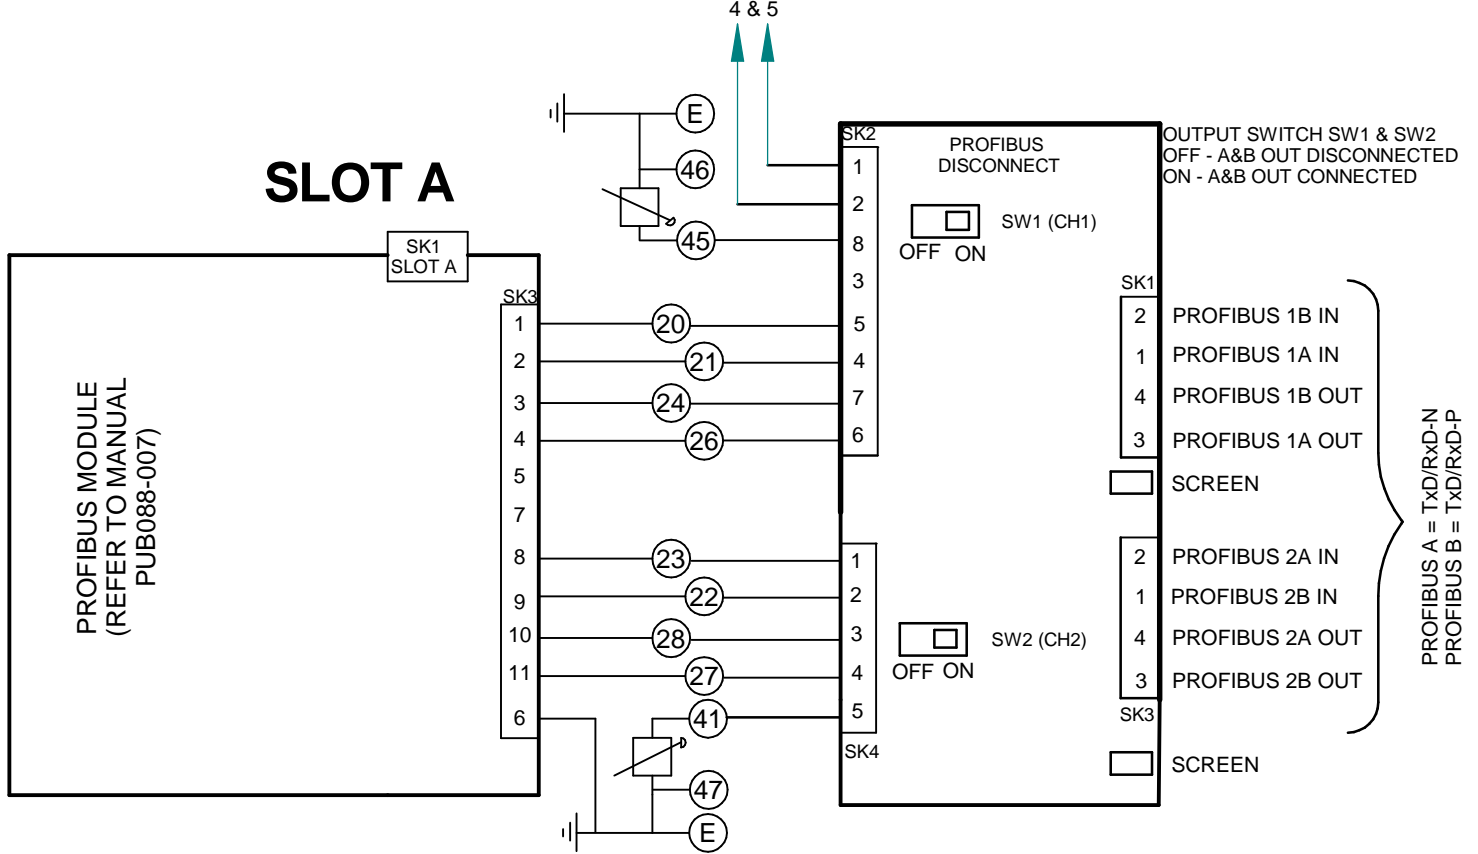 4 & 5
SLOT A
SK1
SLOT A
PROFIBUS MODULE
(REFER TO MANUAL
PUB088-007)
SK3
1
2
3
4
5
7
8
9
10
11
6
E
46
45
20
21
24
26
23
22
28
27
41
47
E
SK2
1
2
8
3
5
4
7
6
1
2
3
4
5
SK4
PROFIBUS
DISCONNECT
SW1 (CH1)
OFF ON
SW2 (CH2)
OFF ON
OUTPUT SWITCH SW1 & SW2
OFF - A&B OUT DISCONNECTED
ON - A&B OUT CONNECTED
SK1
2 PROFIBUS 1B IN
1 PROFIBUS 1A IN
4 PROFIBUS 1B OUT
3 PROFIBUS 1A OUT
SCREEN
2 PROFIBUS 2A IN
1 PROFIBUS 2B IN
4 PROFIBUS 2A OUT
3 PROFIBUS 2B OUT
SK3
SCREEN
PROFIBUS A = TxD/RxD-N
PROFIBUS B = TxD/RxD-P